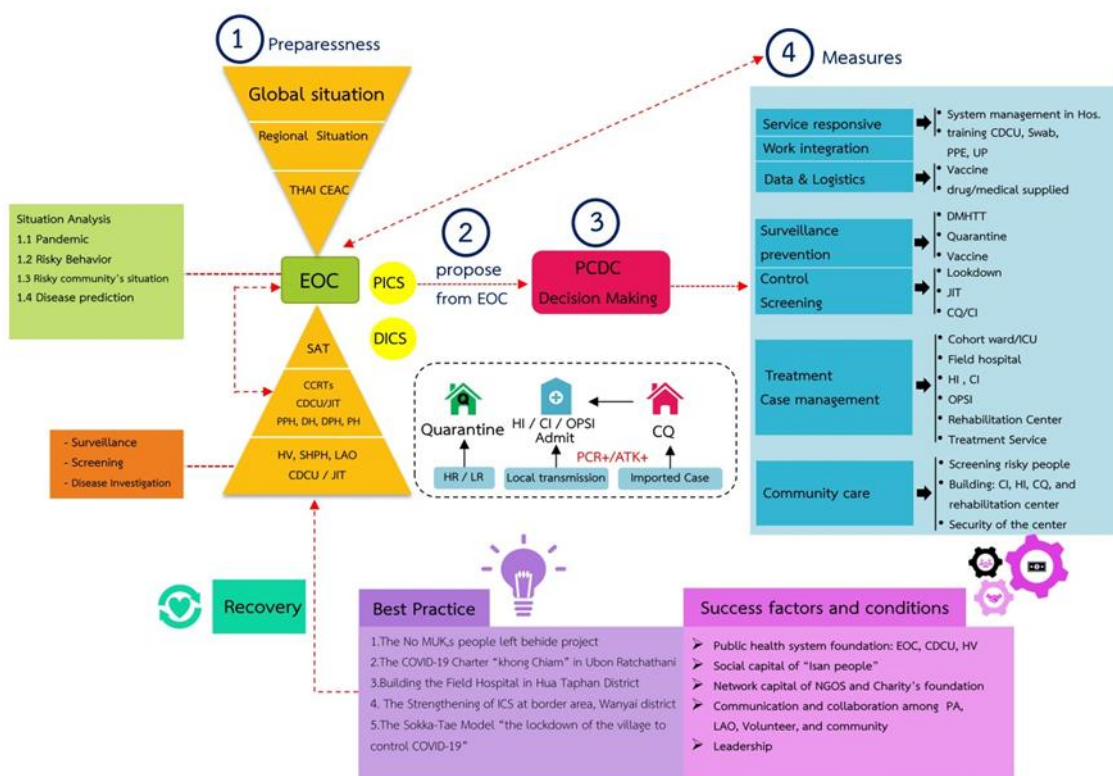 1 Preparessness
Global situation
Regional Situation
THAI CEAC
EOC
PICS
DICS
SAT
CCRTs
CDCU/JIT
PPH, DH, DPH, PH
HV, SHPH, LAO
CDCU / JIT
Situation Analysis
1.1 Pandemic
1.2 Risky Behavior
1.3 Risky community's situation
1.4 Disease prediction
- Surveillance
- Screening
- Disease Investigation
2
propose
from EOC
3
PCDC
Decision Making
Quarantine
HI / CI / OPSI
Admit
CQ
PCR+/ATK+
HR / LR
Local transmission
Imported Case
4 Measures
Service responsive
Work integration
Data & Logistics
• System management in Hos.
• training CDCU, Swab,
PPE, UP
• Vaccine
• drug/medical supplied
Surveillance
prevention
Control
Screening
• DMHTT
• Quarantine
• Vaccine
• Lookdown
• JIT
• CQ/CI
Treatment
Case management
• Cohort ward/ICU
• Field hospital
• HI , CI
• OPSI
• Rehabilitation Center
• Treatment Service
Community care
• Screening risky people
• Building: CI, HI, CQ, and
rehabilitation center
• Security of the center
Recovery
Best Practice
1.The No MUK,s people left behide project
2.The COVID-19 Charter “khong Chiam” in Ubon Ratchathani
3.Building the Field Hospital in Hua Taphan District
4. The Strengthening of ICS at border area, Wanyai district
5.The Sokka-Tae Model “the lockdown of the village to
control COVID-19”
Success factors and conditions
➢ Public health system foundation: EOC, CDCU, HV
➢ Social capital of “Isan people”
➢ Network capital of NGOS and Charity's foundation
➢ Communication and collaboration among PA,
LAO, Volunteer, and community
➢ Leadership